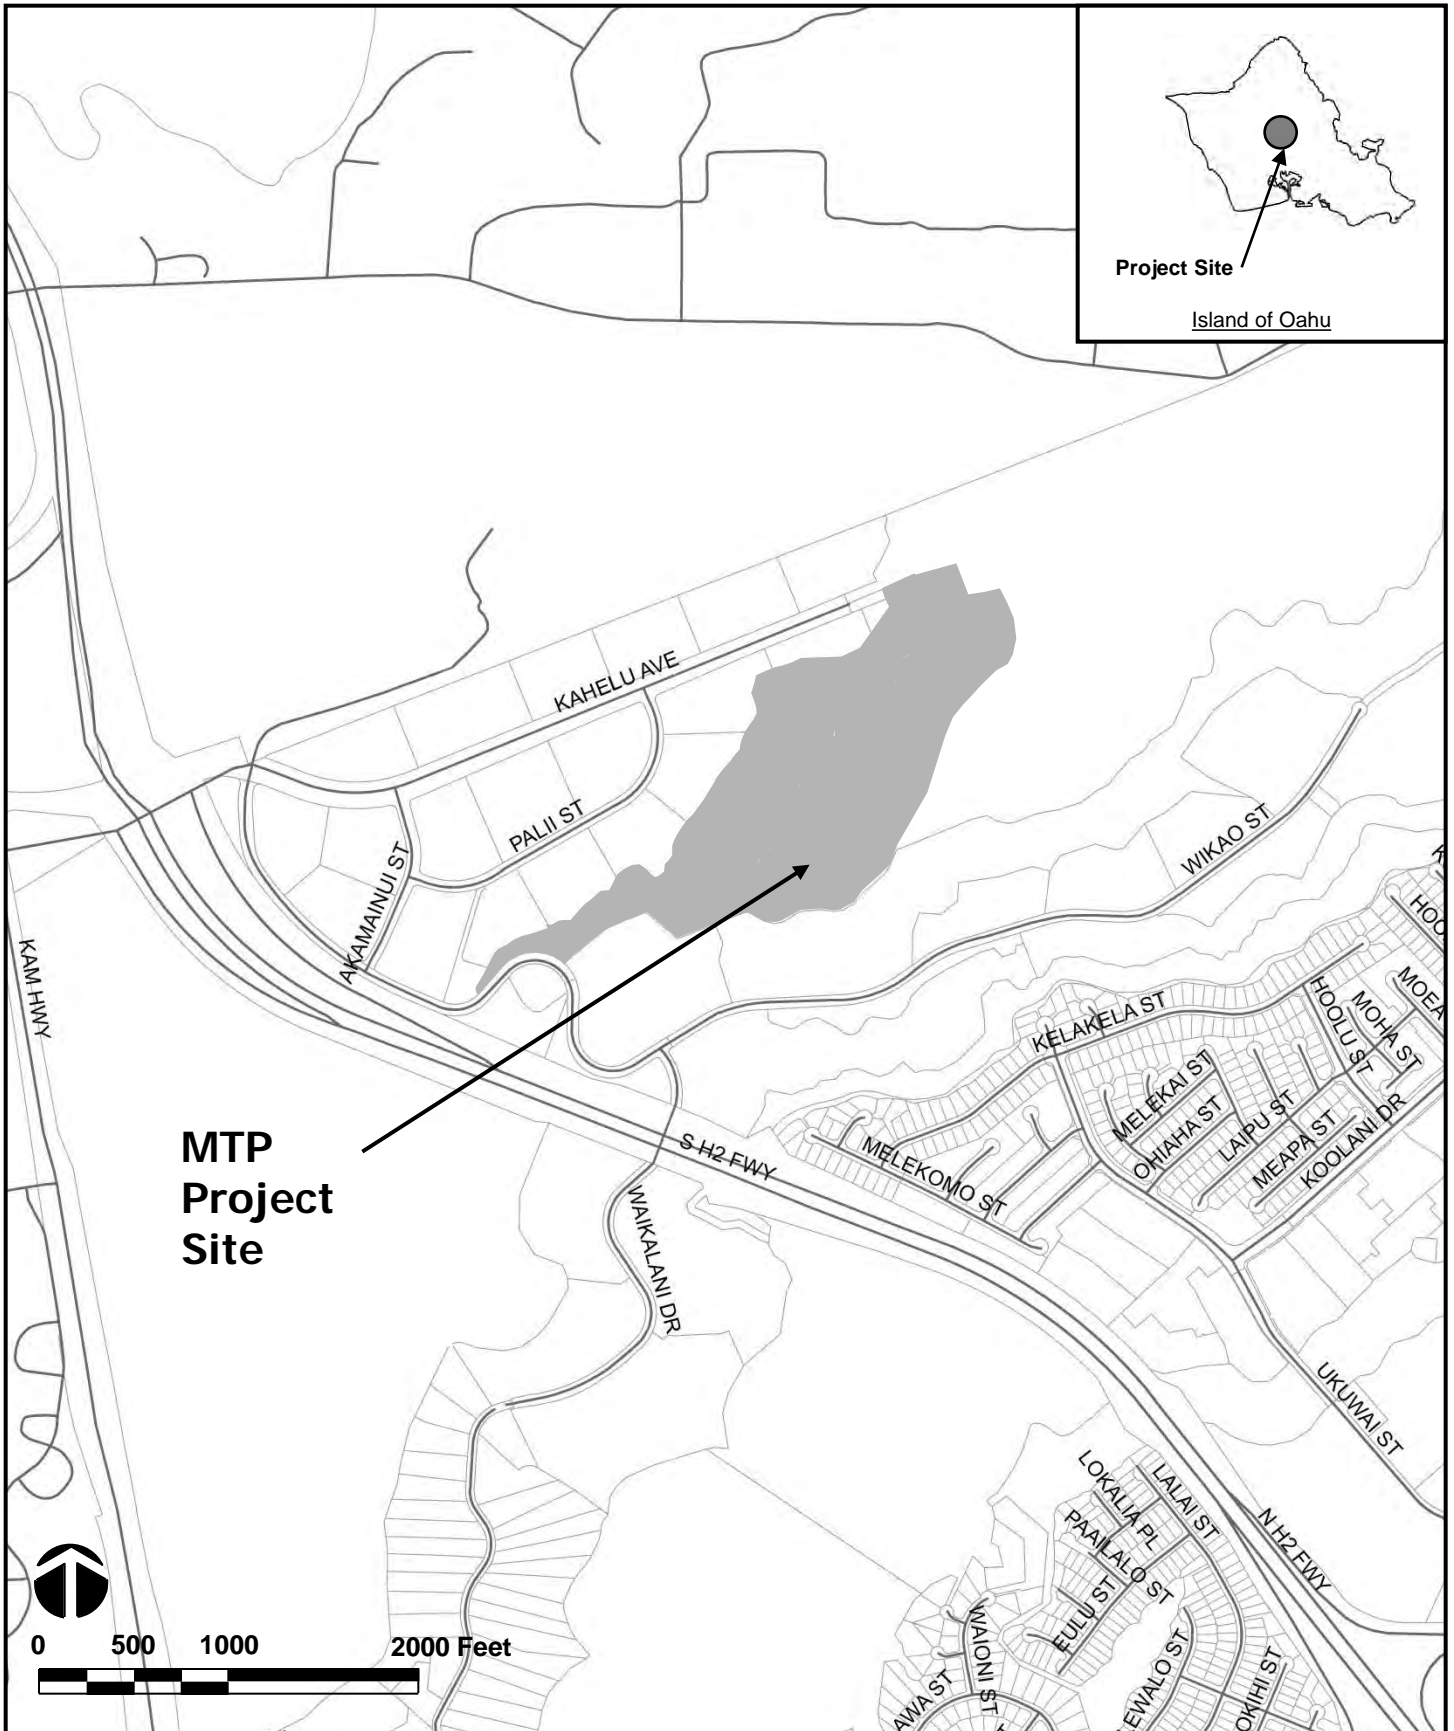 Project Site
Island of Oahu
KAHELU AVE
PALII ST
AKAMAINUI ST
WIKAO ST
KAM HWY
KELAKELA ST
HOOLU ST
MOHA ST
MELEKAI ST
OHIAHA ST
LAIPU ST
MEAPA ST
KOOLANI DR
MELEKOMO ST
S H2 FWY
MTP
Project
Site
WAIKALANI DR
UKUWAI ST
LOKALIA PL
LALAI ST
PAAILALO ST
EULU ST
N H2 FWY
WAIONI ST
0 500 1000 2000 Feet